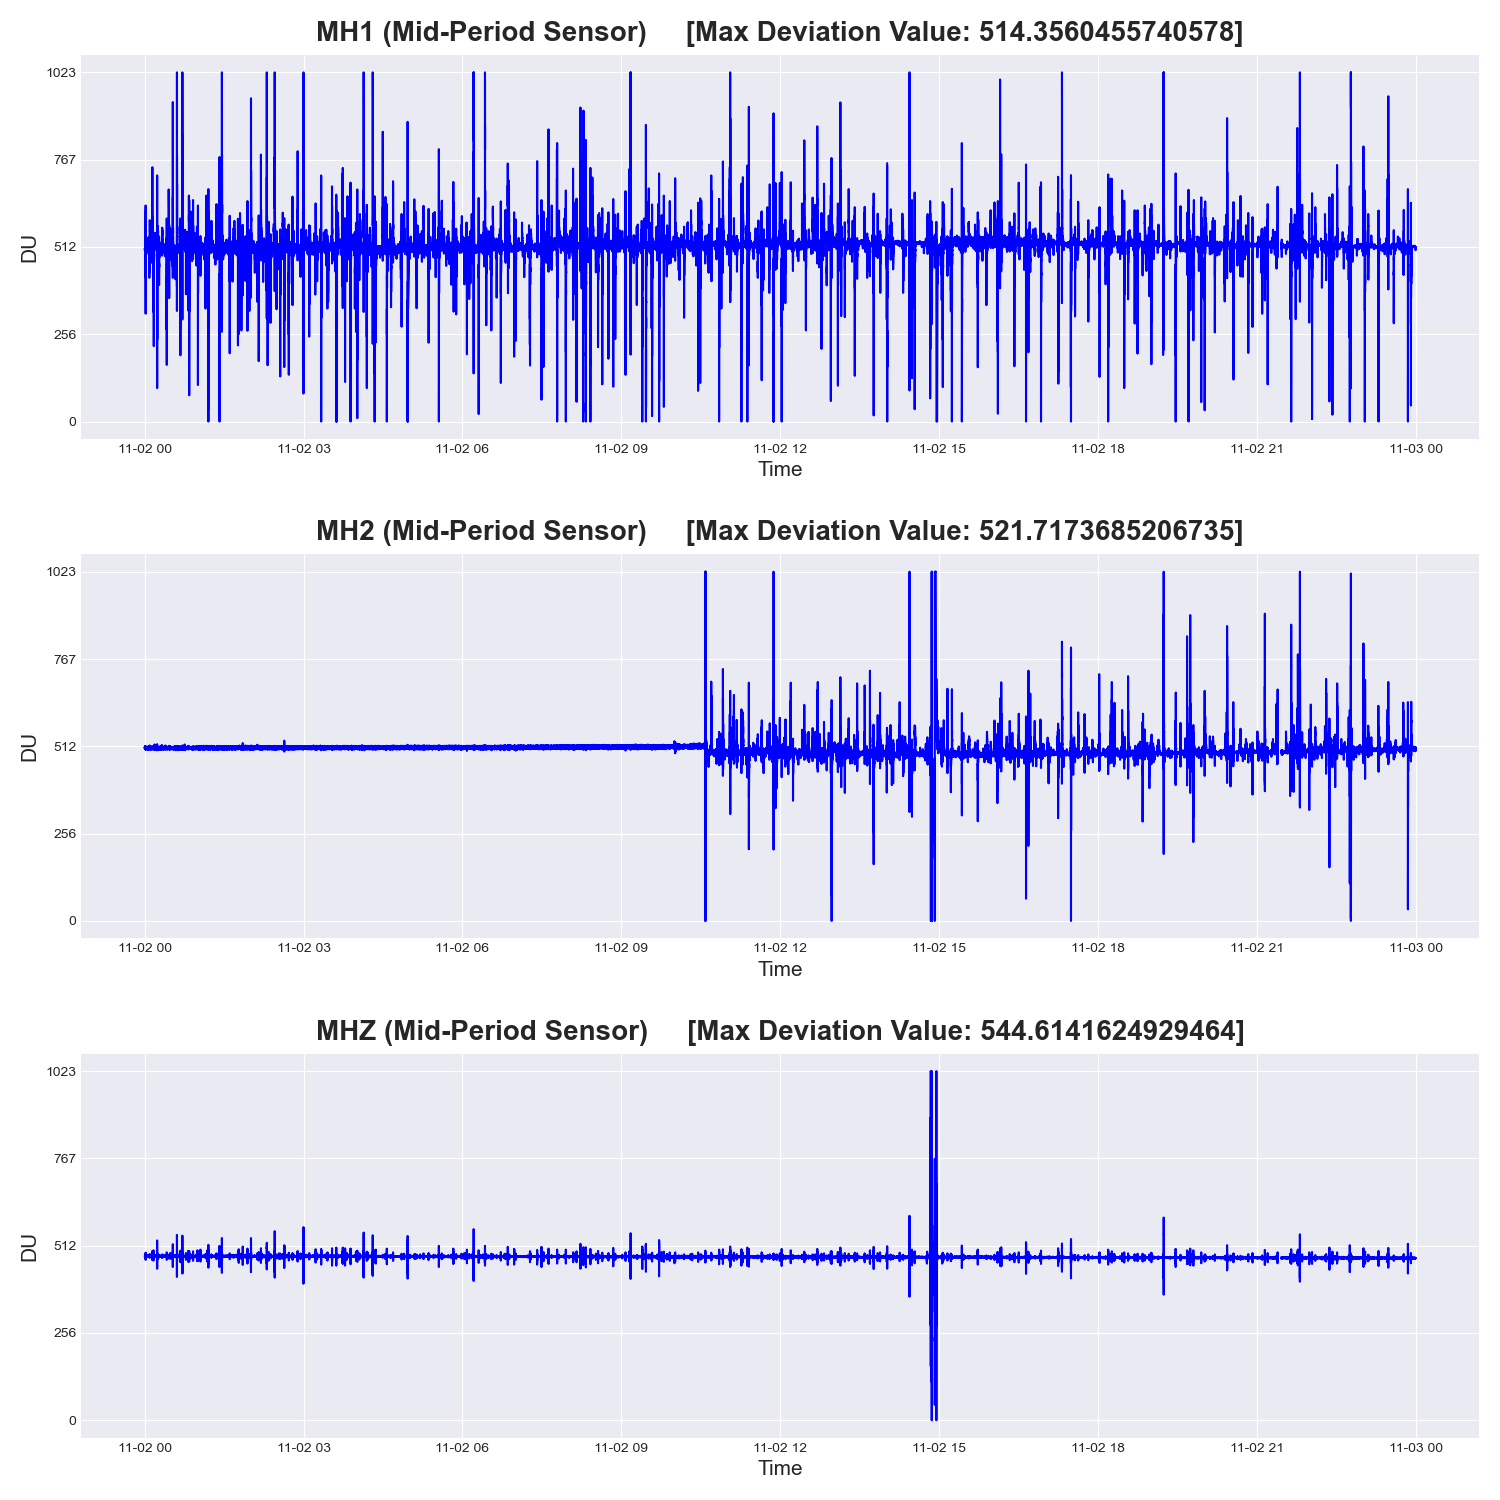 MH1 (Mid-Period Sensor) [Max Deviation Value: 514.3560455740578]
1023
767
512
256
0
DU
11-02 00 11-02 03 11-02 06 11-02 09 11-02 12 11-02 15 11-02 18 11-02 21 11-03 00
Time
MH2 (Mid-Period Sensor) [Max Deviation Value: 521.7173685206735]
1023
767
512
256
0
DU
11-02 00 11-02 03 11-02 06 11-02 09 11-02 12 11-02 15 11-02 18 11-02 21 11-03 00
Time
MHZ (Mid-Period Sensor) [Max Deviation Value: 544.6141624929464]
1023
767
512
256
0
DU
11-02 00 11-02 03 11-02 06 11-02 09 11-02 12 11-02 15 11-02 18 11-02 21 11-03 00
Time